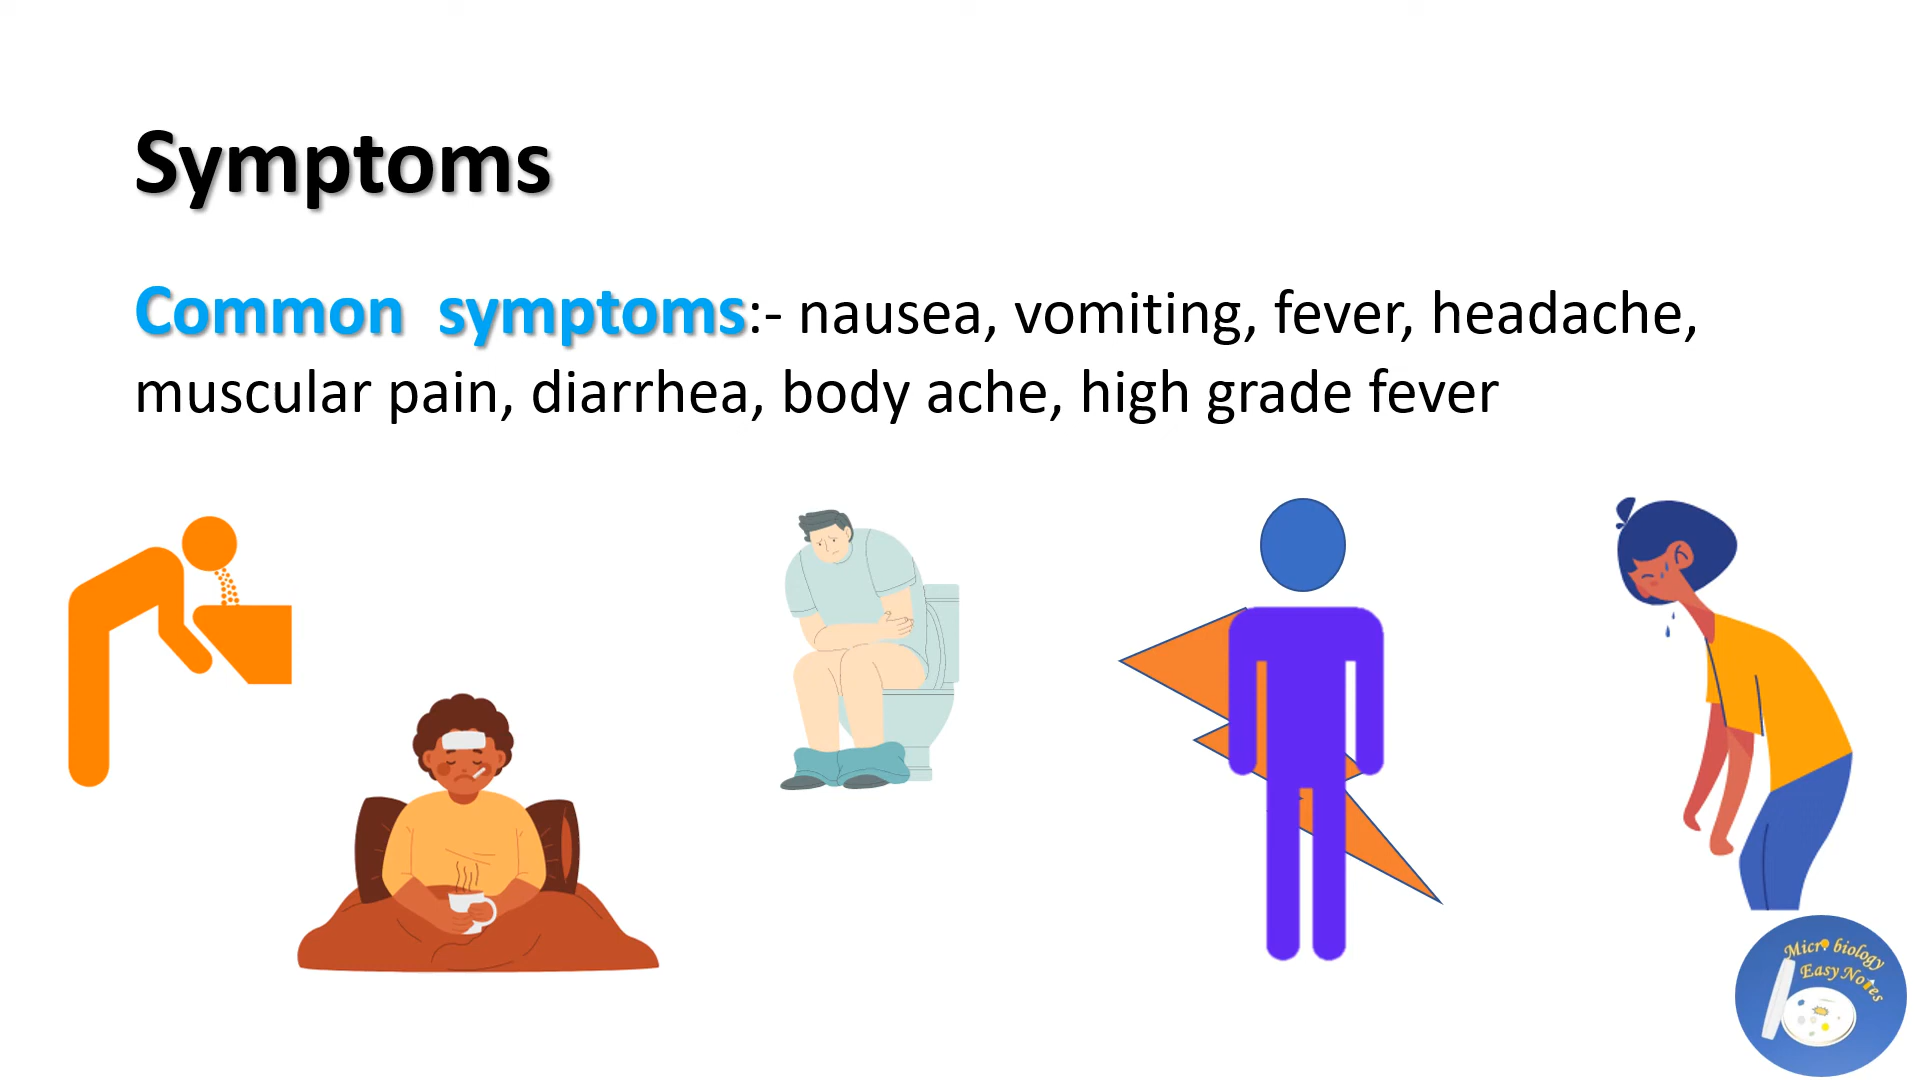 Symptoms
Common symptoms:- nausea, vomiting, fever, headache,
muscular pain, diarrhea, body ache, high grade fever
Micro biology
Easy Notes